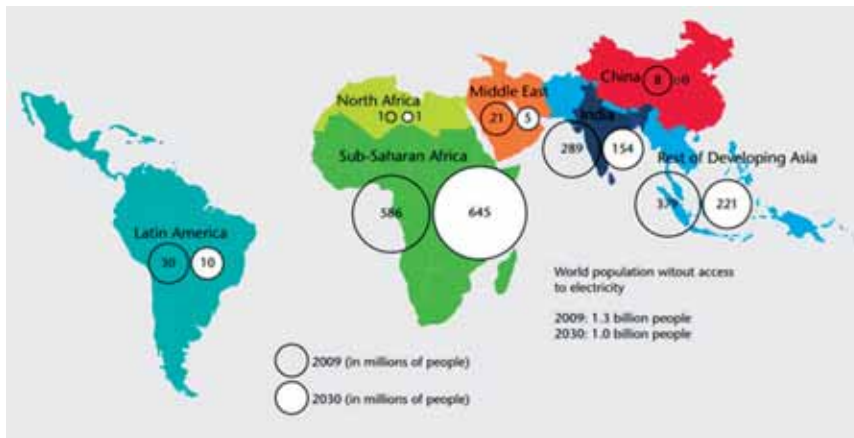 China
8
0
Middle East
21
5
North Africa
1
1
India
289
154
Sub-Saharan Africa
Rest of Developing Asia
586
645
379
221
Latin America
30
10
World population witout access
to electricity
2009: 1.3 billion people
2030: 1.0 billion people
2009 (in millions of people)
2030 (in millions of people)